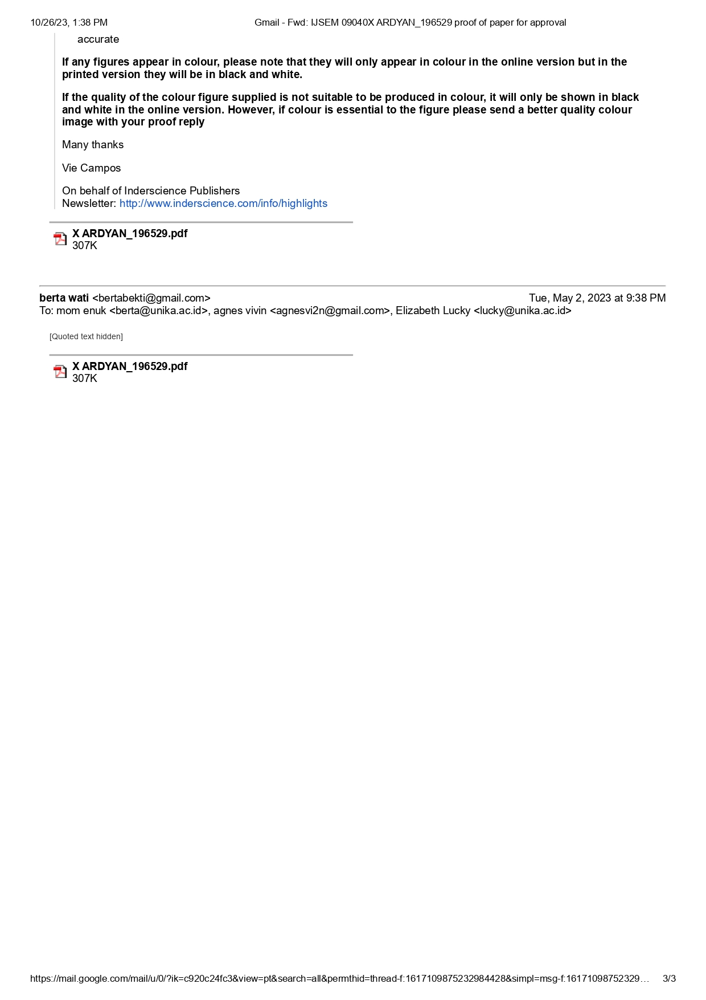 10/26/23, 1:38 PM
Gmail - Fwd: IJSEM 09040X ARDYAN_196529 proof of paper for approval
accurate
If any figures appear in colour, please note that they will only appear in colour in the online version but in the
printed version they will be in black and white.
If the quality of the colour figure supplied is not suitable to be produced in colour, it will only be shown in black
and white in the online version. However, if colour is essential to the figure please send a better quality colour
image with your proof reply
Many thanks
Vie Campos
On behalf of Inderscience Publishers
Newsletter: http://www.inderscience.com/info/highlights
X ARDYAN_196529.pdf
307K
berta wati <bertabekti@gmail.com>
Tue, May 2, 2023 at 9:38 PM
To: mom enuk <berta@unika.ac.id>, agnes vivin <agnesvi2n@gmail.com>, Elizabeth Lucky <lucky@unika.ac.id>
[Quoted text hidden]
X ARDYAN_196529.pdf
307K
https://mail.google.com/mail/u/0/?ik=c920c24fc3&view=pt&search=all&permthid=thread-f:1617109875232984428&simpl=msg-f:16171098752329…
3/3